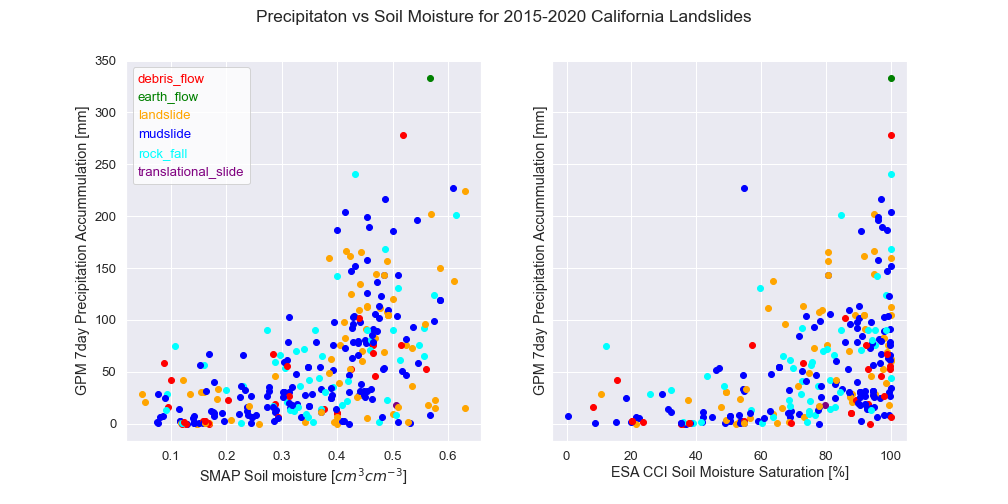 Precipitaton vs Soil Moisture for 2015-2020 California Landslides
GPM 7day Precipitation Accummulation [mm]
350
300
250
200
150
100
50
0
debris_flow
earth_flow
landslide
mudslide
rock_fall
translational_slide
0.1 0.2 0.3 0.4 0.5 0.6
SMAP Soil moisture [cm³cm⁻³]
GPM 7day Precipitation Accummulation [mm]
0 20 40 60 80 100
ESA CCI Soil Moisture Saturation [%]